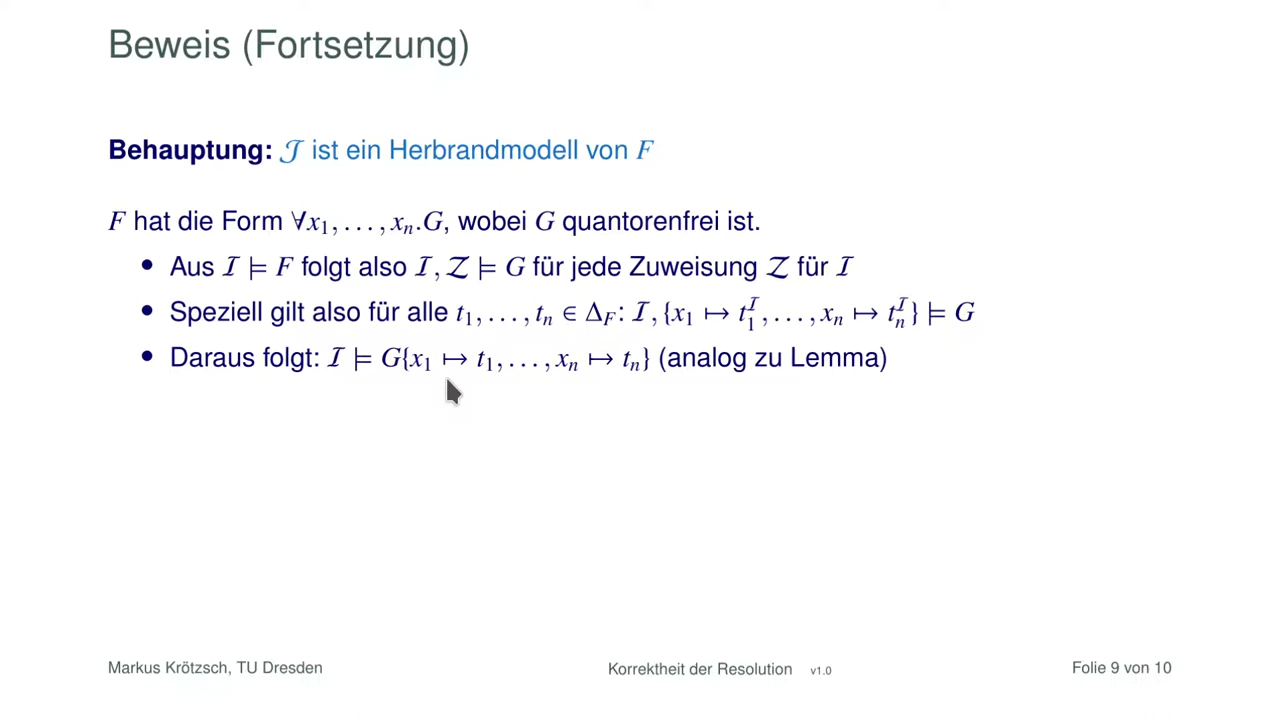 Beweis (Fortsetzung)
Behauptung: 𝒥 ist ein Herbrandmodell von F
F hat die Form ∀x₁, …, xₙ.G, wobei G quantorenfrei ist.
• Aus ℐ ⊨ F folgt also ℐ, 𝒵 ⊨ G für jede Zuweisung 𝒵 für ℐ
• Speziell gilt also für alle t₁, …, tₙ ∈ Δ_F: ℐ, {x₁ ↦ t₁^ℐ, …, xₙ ↦ tₙ^ℐ} ⊨ G
• Daraus folgt: ℐ ⊨ G{x₁ ↦ t₁, …, xₙ ↦ tₙ} (analog zu Lemma)
Markus Krötzsch, TU Dresden Korrektheit der Resolution v1.0 Folie 9 von 10